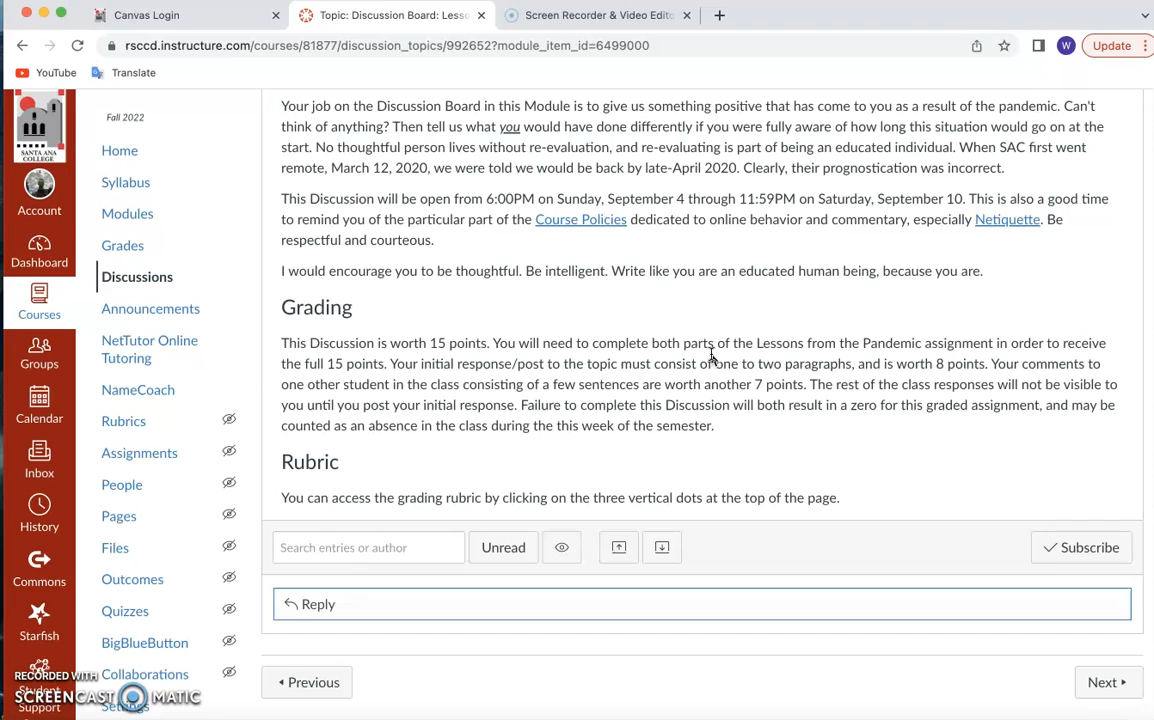 Canvas Login
Topic: Discussion Board: Lesso
Screen Recorder & Video Edito
rsccd.instructure.com/courses/81877/discussion_topics/992652?module_item_id=6499000
W
Update
YouTube
Translate
SANTA ANA
COLLEGE
Account
Dashboard
Courses
Groups
Calendar
Inbox
History
Commons
Starfish
Student
Support
Fall 2022
Home
Syllabus
Modules
Grades
Discussions
Announcements
NetTutor Online
Tutoring
NameCoach
Rubrics
Assignments
People
Pages
Files
Outcomes
Quizzes
BigBlueButton
Collaborations
Settings
Your job on the Discussion Board in this Module is to give us something positive that has come to you as a result of the pandemic. Can't
think of anything? Then tell us what you would have done differently if you were fully aware of how long this situation would go on at the
start. No thoughtful person lives without re-evaluation, and re-evaluating is part of being an educated individual. When SAC first went
remote, March 12, 2020, we were told we would be back by late-April 2020. Clearly, their prognostication was incorrect.
This Discussion will be open from 6:00PM on Sunday, September 4 through 11:59PM on Saturday, September 10. This is also a good time
to remind you of the particular part of the Course Policies dedicated to online behavior and commentary, especially Netiquette. Be
respectful and courteous.
I would encourage you to be thoughtful. Be intelligent. Write like you are an educated human being, because you are.
Grading
This Discussion is worth 15 points. You will need to complete both parts of the Lessons from the Pandemic assignment in order to receive
the full 15 points. Your initial response/post to the topic must consist of one to two paragraphs, and is worth 8 points. Your comments to
one other student in the class consisting of a few sentences are worth another 7 points. The rest of the class responses will not be visible to
you until you post your initial response. Failure to complete this Discussion will both result in a zero for this graded assignment, and may be
counted as an absence in the class during the this week of the semester.
Rubric
You can access the grading rubric by clicking on the three vertical dots at the top of the page.
Search entries or author
Unread
Subscribe
Reply
Previous
Next
RECORDED WITH
SCREENCAST MATIC